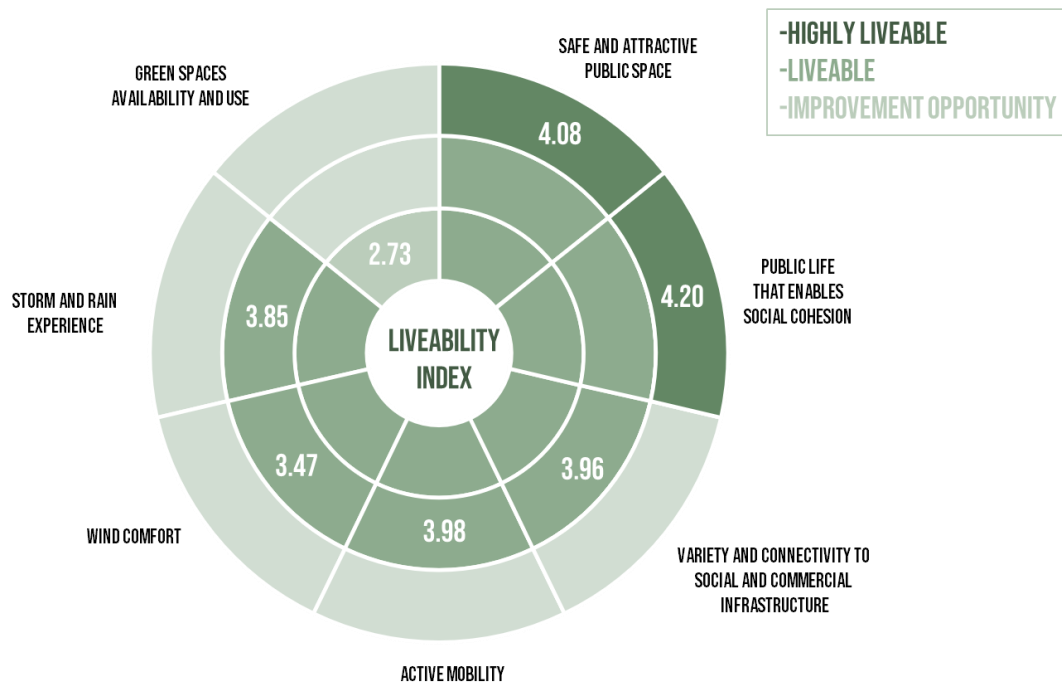 -HIGHLY LIVEABLE
-LIVEABLE
-IMPROVEMENT OPPORTUNITY
SAFE AND ATTRACTIVE
PUBLIC SPACE
GREEN SPACES
AVAILABILITY AND USE
4.08
2.73
PUBLIC LIFE
THAT ENABLES
SOCIAL COHESION
4.20
STORM AND RAIN
EXPERIENCE
3.85
LIVEABILITY
INDEX
3.47
3.96
3.98
WIND COMFORT
VARIETY AND CONNECTIVITY TO
SOCIAL AND COMMERCIAL
INFRASTRUCTURE
ACTIVE MOBILITY